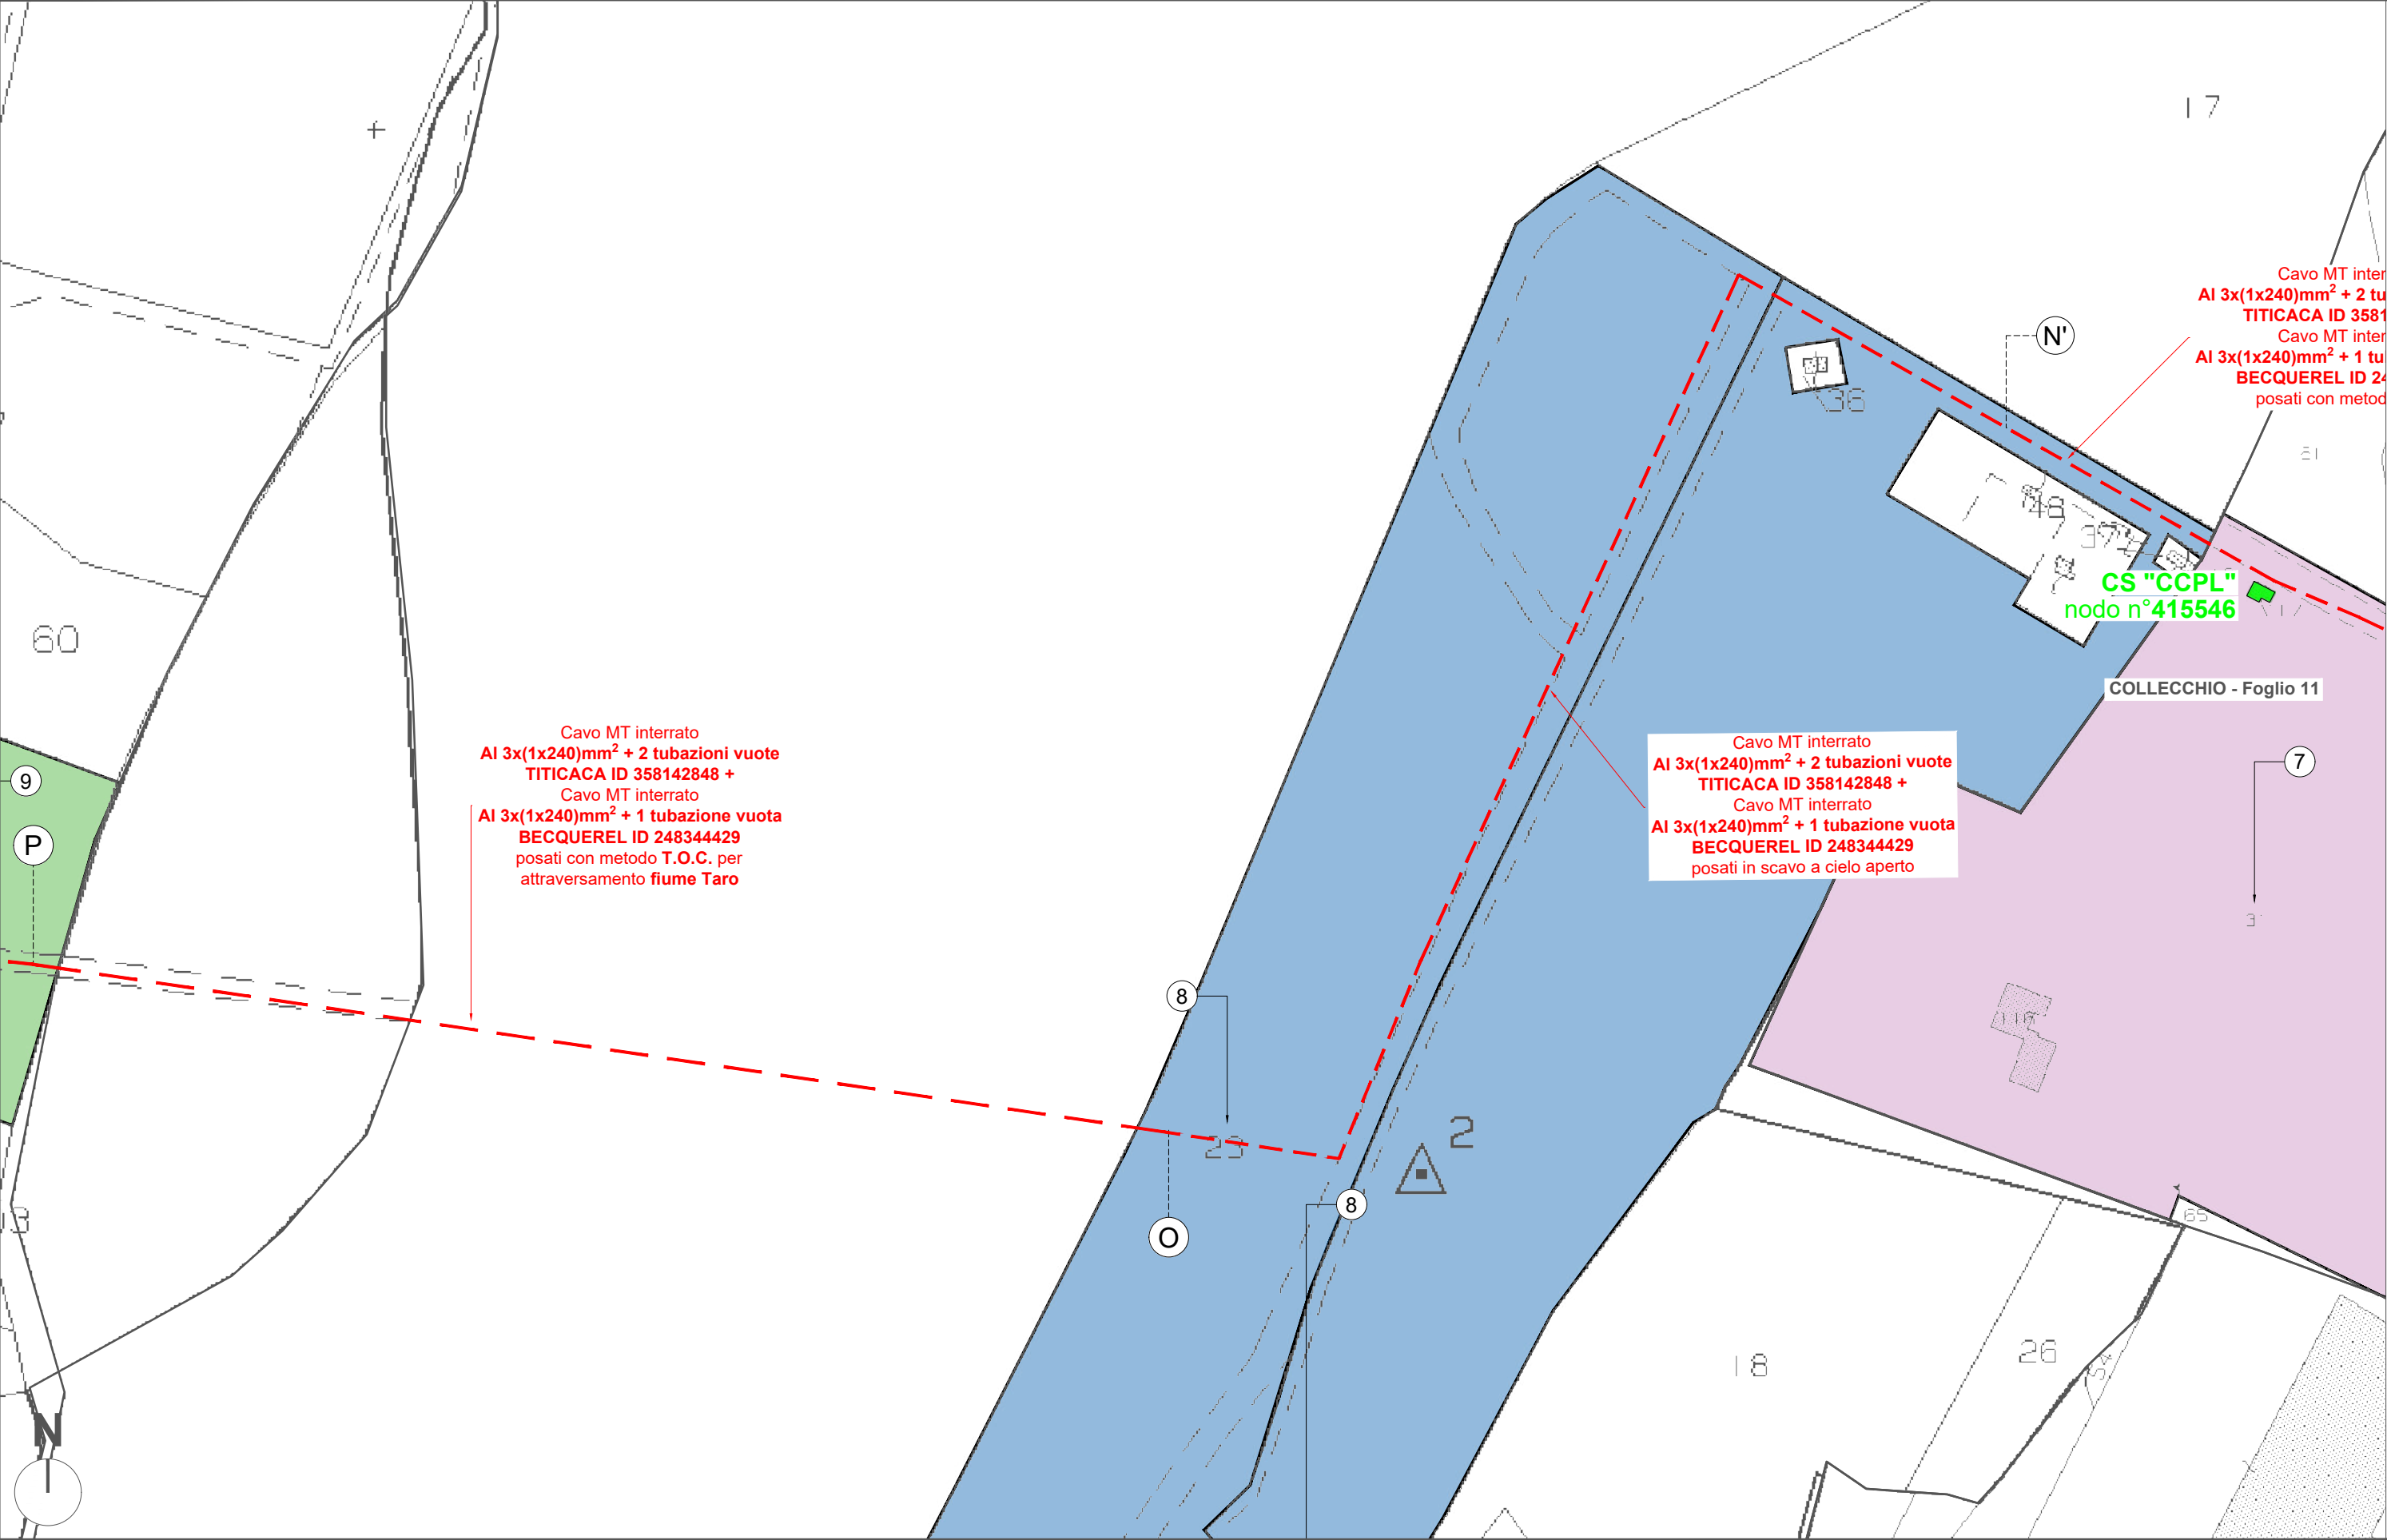 17
Cavo MT inter
Al 3x(1x240)mm² + 2 tu
TITICACA ID 3581
Cavo MT inter
Al 3x(1x240)mm² + 1 tu
BECQUEREL ID 24
posati con metod
N'
36
48
37
CS "CCPL"
nodo n°415546
COLLECCHIO - Foglio 11
60
9
P
Cavo MT interrato
Al 3x(1x240)mm² + 2 tubazioni vuote
TITICACA ID 358142848 +
Cavo MT interrato
Al 3x(1x240)mm² + 1 tubazione vuota
BECQUEREL ID 248344429
posati con metodo T.O.C. per
attraversamento fiume Taro
Cavo MT interrato
Al 3x(1x240)mm² + 2 tubazioni vuote
TITICACA ID 358142848 +
Cavo MT interrato
Al 3x(1x240)mm² + 1 tubazione vuota
BECQUEREL ID 248344429
posati in scavo a cielo aperto
7
8
23
2
8
O
65
18
26
N